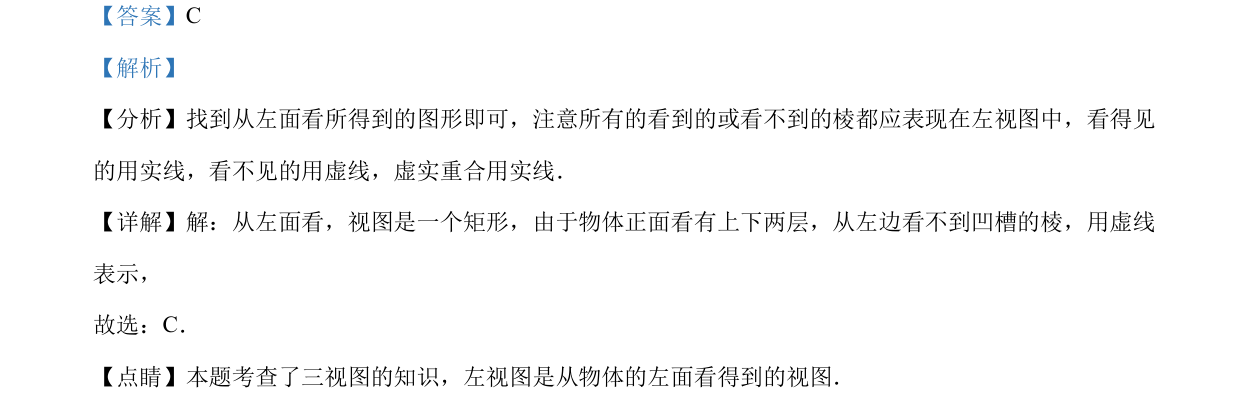 【答案】C
【解析】
【分析】找到从左面看所得到的图形即可，注意所有的看到的或看不到的棱都应表现在左视图中，看得见
的用实线，看不见的用虚线，虚实重合用实线．
【详解】解：从左面看，视图是一个矩形，由于物体正面看有上下两层，从左边看不到凹槽的棱，用虚线
表示，
故选：C．
【点睛】本题考查了三视图的知识，左视图是从物体的左面看得到的视图．